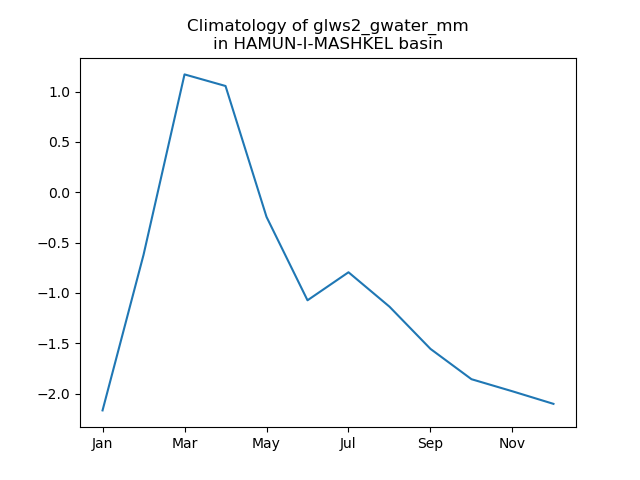 Climatology of glws2_gwater_mm
in HAMUN-I-MASHKEL basin
1.0
0.5
0.0
−0.5
−1.0
−1.5
−2.0
Jan Mar May Jul Sep Nov